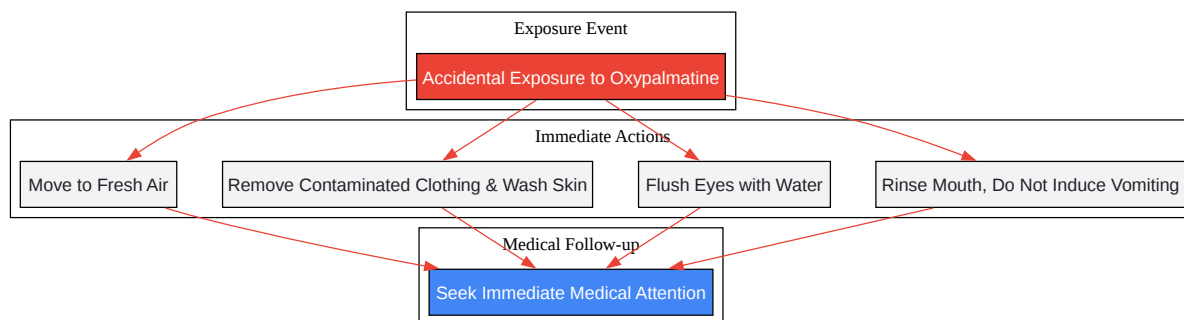 Exposure Event
Accidental Exposure to Oxypalmatine
Immediate Actions
Move to Fresh Air
Remove Contaminated Clothing & Wash Skin
Flush Eyes with Water
Rinse Mouth, Do Not Induce Vomiting
Medical Follow-up
Seek Immediate Medical Attention